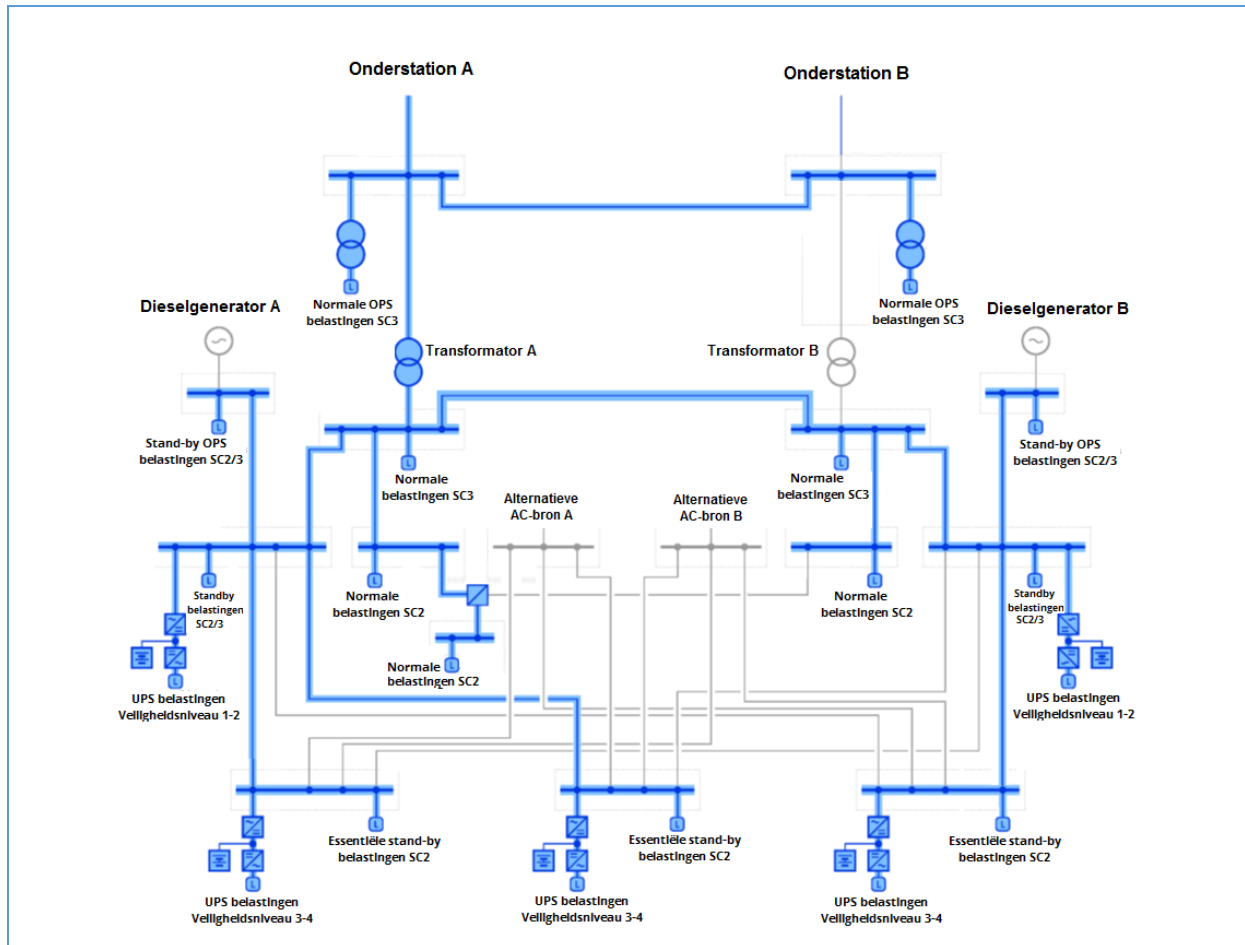 Onderstation A
Onderstation B
L
Normale OPS
belastingen SC3
L
Normale OPS
belastingen SC3
Dieselgenerator A
Dieselgenerator B
Transformator A
Transformator B
L
Stand-by OPS
belastingen SC2/3
L
Stand-by OPS
belastingen SC2/3
L
Normale
belastingen SC3
L
Normale
belastingen SC3
Alternatieve
AC-bron A
Alternatieve
AC-bron B
L
Standby
belastingen
SC2/3
L
Normale
belastingen SC2
L
Normale
belastingen SC2
L
Standby
belastingen
SC2/3
L
Normale
belastingen SC2
L
UPS belastingen
Veiligheidsniveau 1-2
L
UPS belastingen
Veiligheidsniveau 1-2
L
Essentiële stand-by
belastingen SC2
L
Essentiële stand-by
belastingen SC2
L
Essentiële stand-by
belastingen SC2
L
UPS belastingen
Veiligheidsniveau 3-4
L
UPS belastingen
Veiligheidsniveau 3-4
L
UPS belastingen
Veiligheidsniveau 3-4